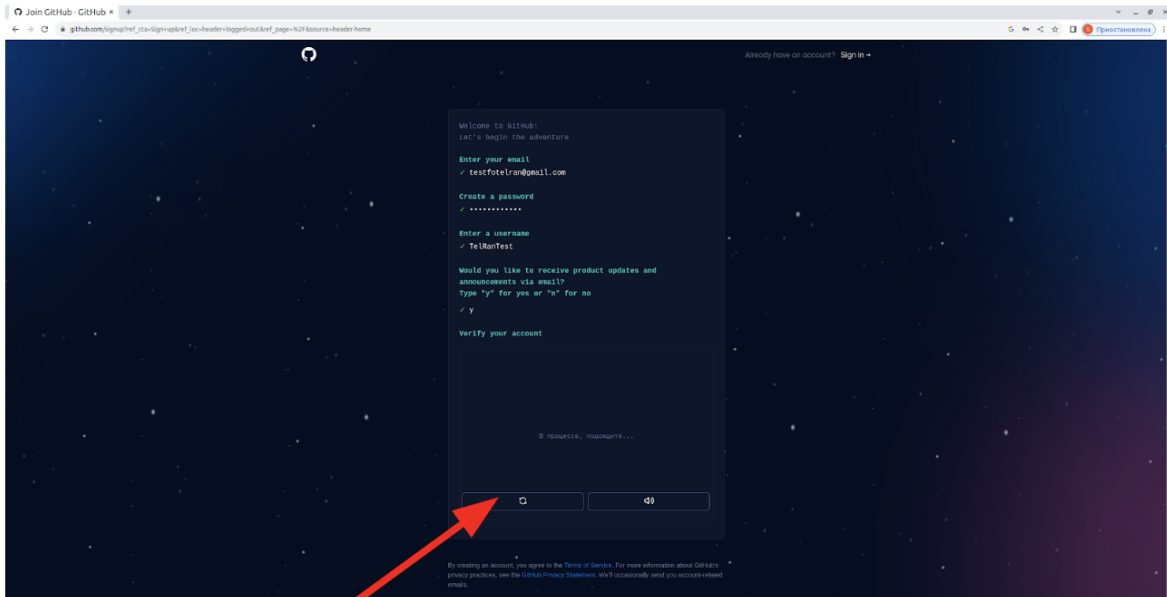 Join GitHub · GitHub
github.com/signup?ref_cta=Sign+up&ref_loc=header+logged+out&ref_page=%2F&source=header-home
Приостановлена
Already have an account? Sign in →
Welcome to GitHub!
Let's begin the adventure
Enter your email
✓ testfotelran@gmail.com
Create a password
✓ ••••••••••••
Enter a username
✓ TelRanTest
Would you like to receive product updates and
announcements via email?
Type "y" for yes or "n" for no
✓ y
Verify your account
В процессе, подождите...
By creating an account, you agree to the Terms of Service. For more information about GitHub's
privacy practices, see the GitHub Privacy Statement. We'll occasionally send you account-related
emails.